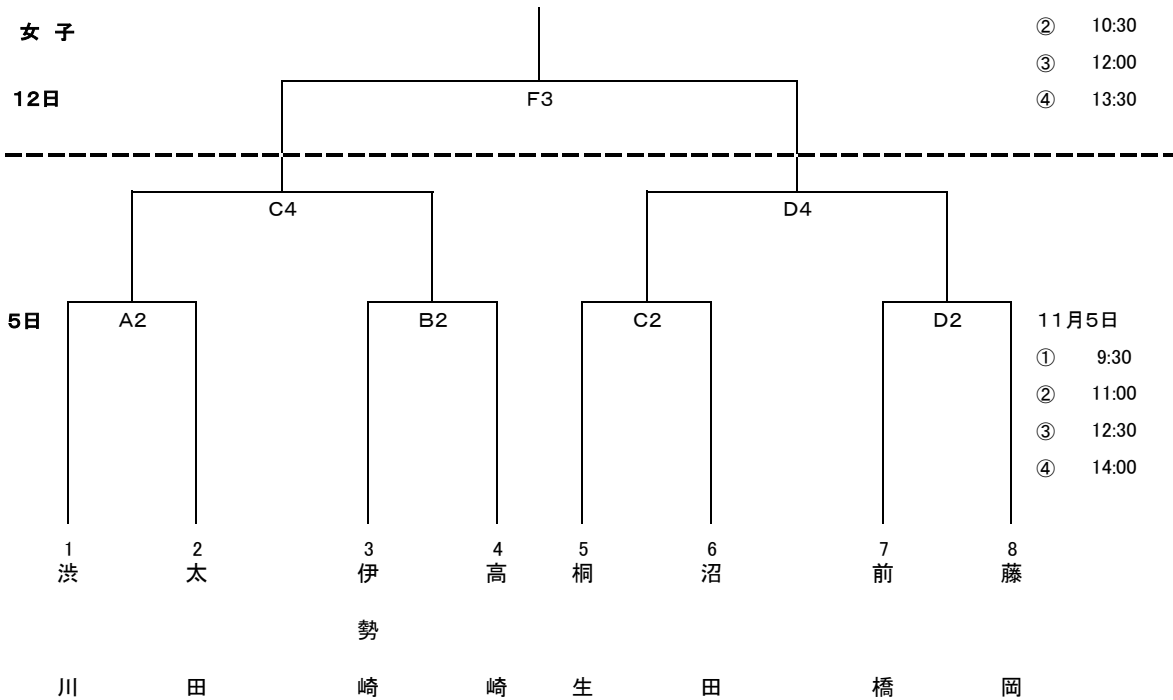 女 子
② 10:30
③ 12:00
12日
F3
④ 13:30
C4
D4
5日
A2
B2
C2
D2
11月5日
① 9:30
② 11:00
③ 12:30
④ 14:00
1
渋川
2
太田
3
伊勢崎
4
高崎
5
桐生
6
沼田
7
前橋
8
藤岡